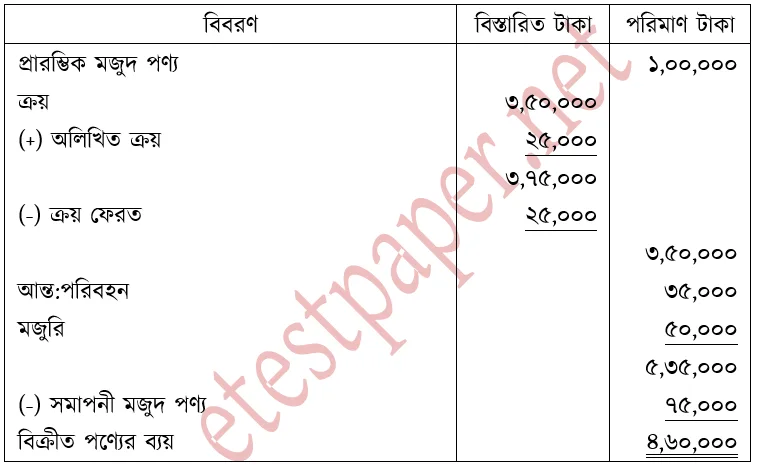 বিবরণ বিস্তারিত টাকা পরিমাণ টাকা
প্রারম্ভিক মজুদ পণ্য ১,০০,০০০
ক্রয় ৩,৫০,০০০
(+) অলিখিত ক্রয় ২৫,০০০
৩,৭৫,০০০
(-) ক্রয় ফেরত ২৫,০০০
৩,৫০,০০০
আন্ত:পরিবহন ৩৫,০০০
মজুরি ৫০,০০০
৫,৩৫,০০০
(-) সমাপনী মজুদ পণ্য ৭৫,০০০
বিক্রীত পণ্যের ব্যয় ৪,৬০,০০০
etestpaper.net